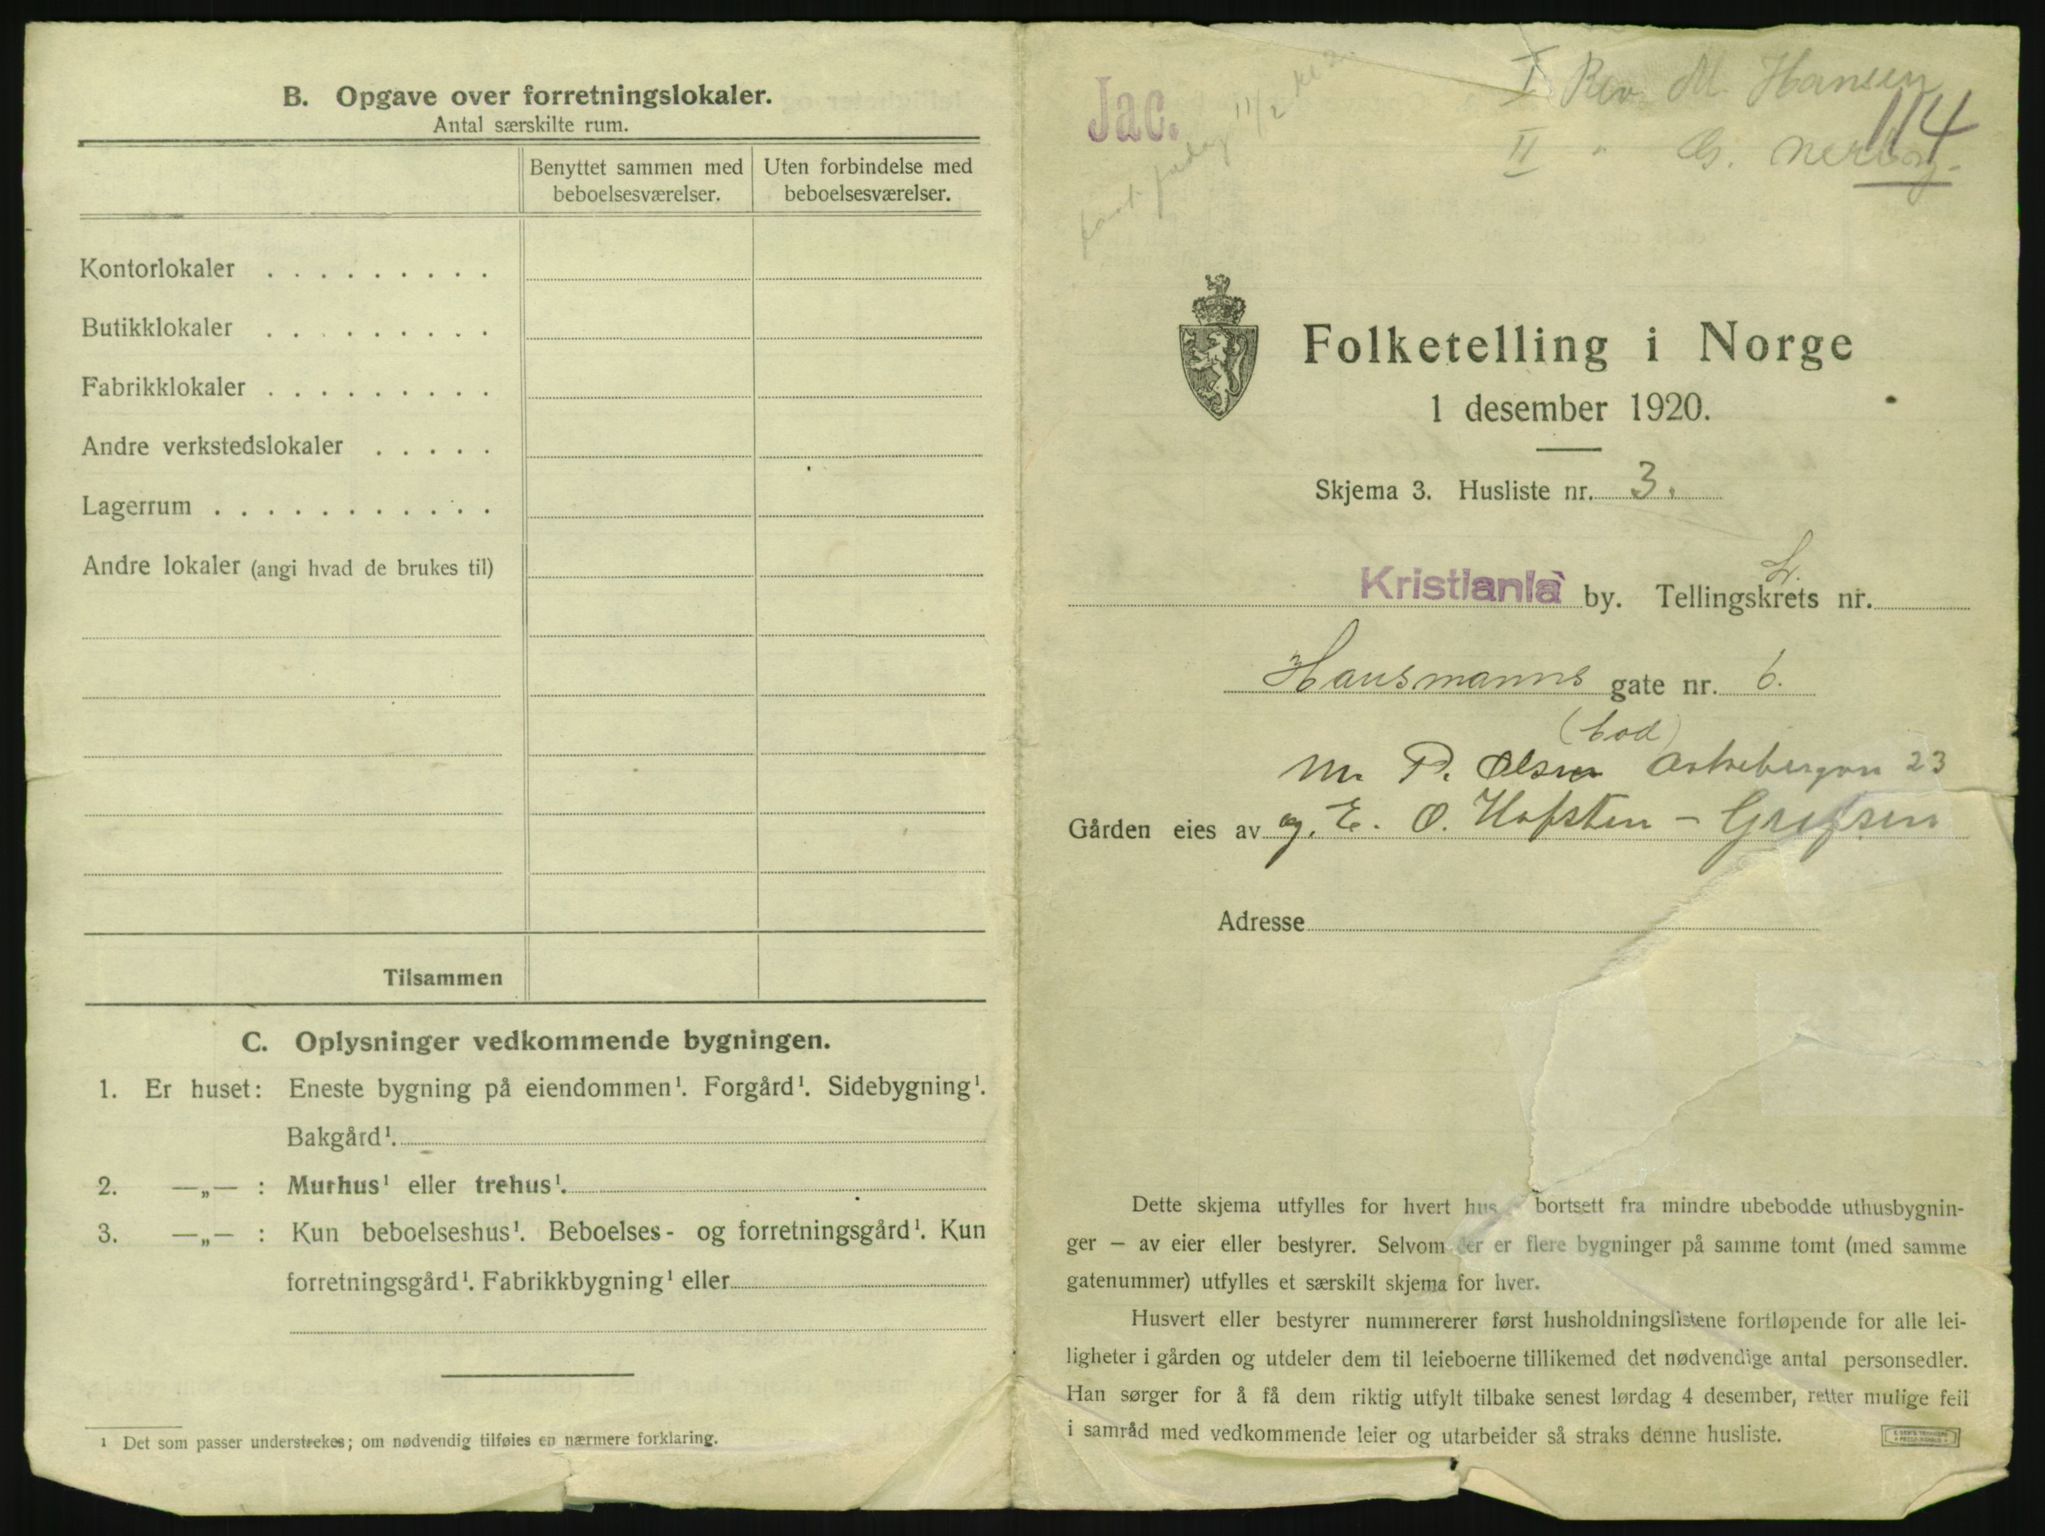 B. Opgave over forretningslokaler.
Antal særskilte rum.
Benyttet sammen med beboelsesværelser.
Uten forbindelse med beboelsesværelser.
Kontorlokaler . . . . . . . . .
Butikklokaler . . . . . . . . .
Fabrikklokaler . . . . . . . . .
Andre verkstedslokaler . . . . .
Lagerrum . . . . . . . . . . .
Andre lokaler (angi hvad de brukes til)
Tilsammen
C. Oplysninger vedkommende bygningen.
1. Er huset: Eneste bygning på eiendommen¹. Forgård¹. Sidebygning¹.
Bakgård¹.
2. —„— : Murhus¹ eller trehus¹.
3. —„— : Kun beboelseshus¹. Beboelses- og forretningsgård¹. Kun
forretningsgård¹. Fabrikkbygning¹ eller
¹ Det som passer understrekes; om nødvendig tilføies en nærmere forklaring.
Jac.
I Rev. M. Hansen
114
II " G.
Folketelling i Norge
1 desember 1920.
Skjema 3. Husliste nr. 3.
Kristiania by. Tellingskrets nr.
Hausmanns gate nr. 6.
M. P. Olsen 23
Gården eies av og E. O. Hofsten – Grefsen
Adresse
Dette skjema utfylles for hvert hus – bortsett fra mindre ubebodde uthusbygnin-
ger – av eier eller bestyrer. Selvom der er flere bygninger på samme tomt (med samme
gatenummer) utfylles et særskilt skjema for hver.
Husvert eller bestyrer nummererer først husholdningslistene fortløpende for alle lei-
ligheter i gården og utdeler dem til leieboerne tillikemed det nødvendige antal personsedler.
Han sørger for å få dem riktig utfylt tilbake senest lørdag 4 desember, retter mulige feil
i samråd med vedkommende leier og utarbeider så straks denne husliste.